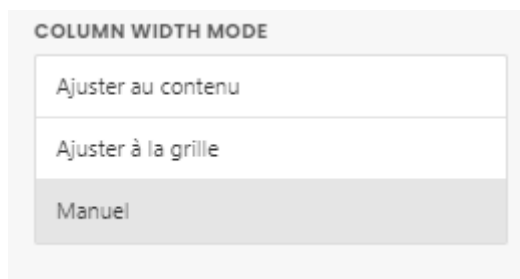 COLUMN WIDTH MODE
Ajuster au contenu
Ajuster à la grille
Manuel